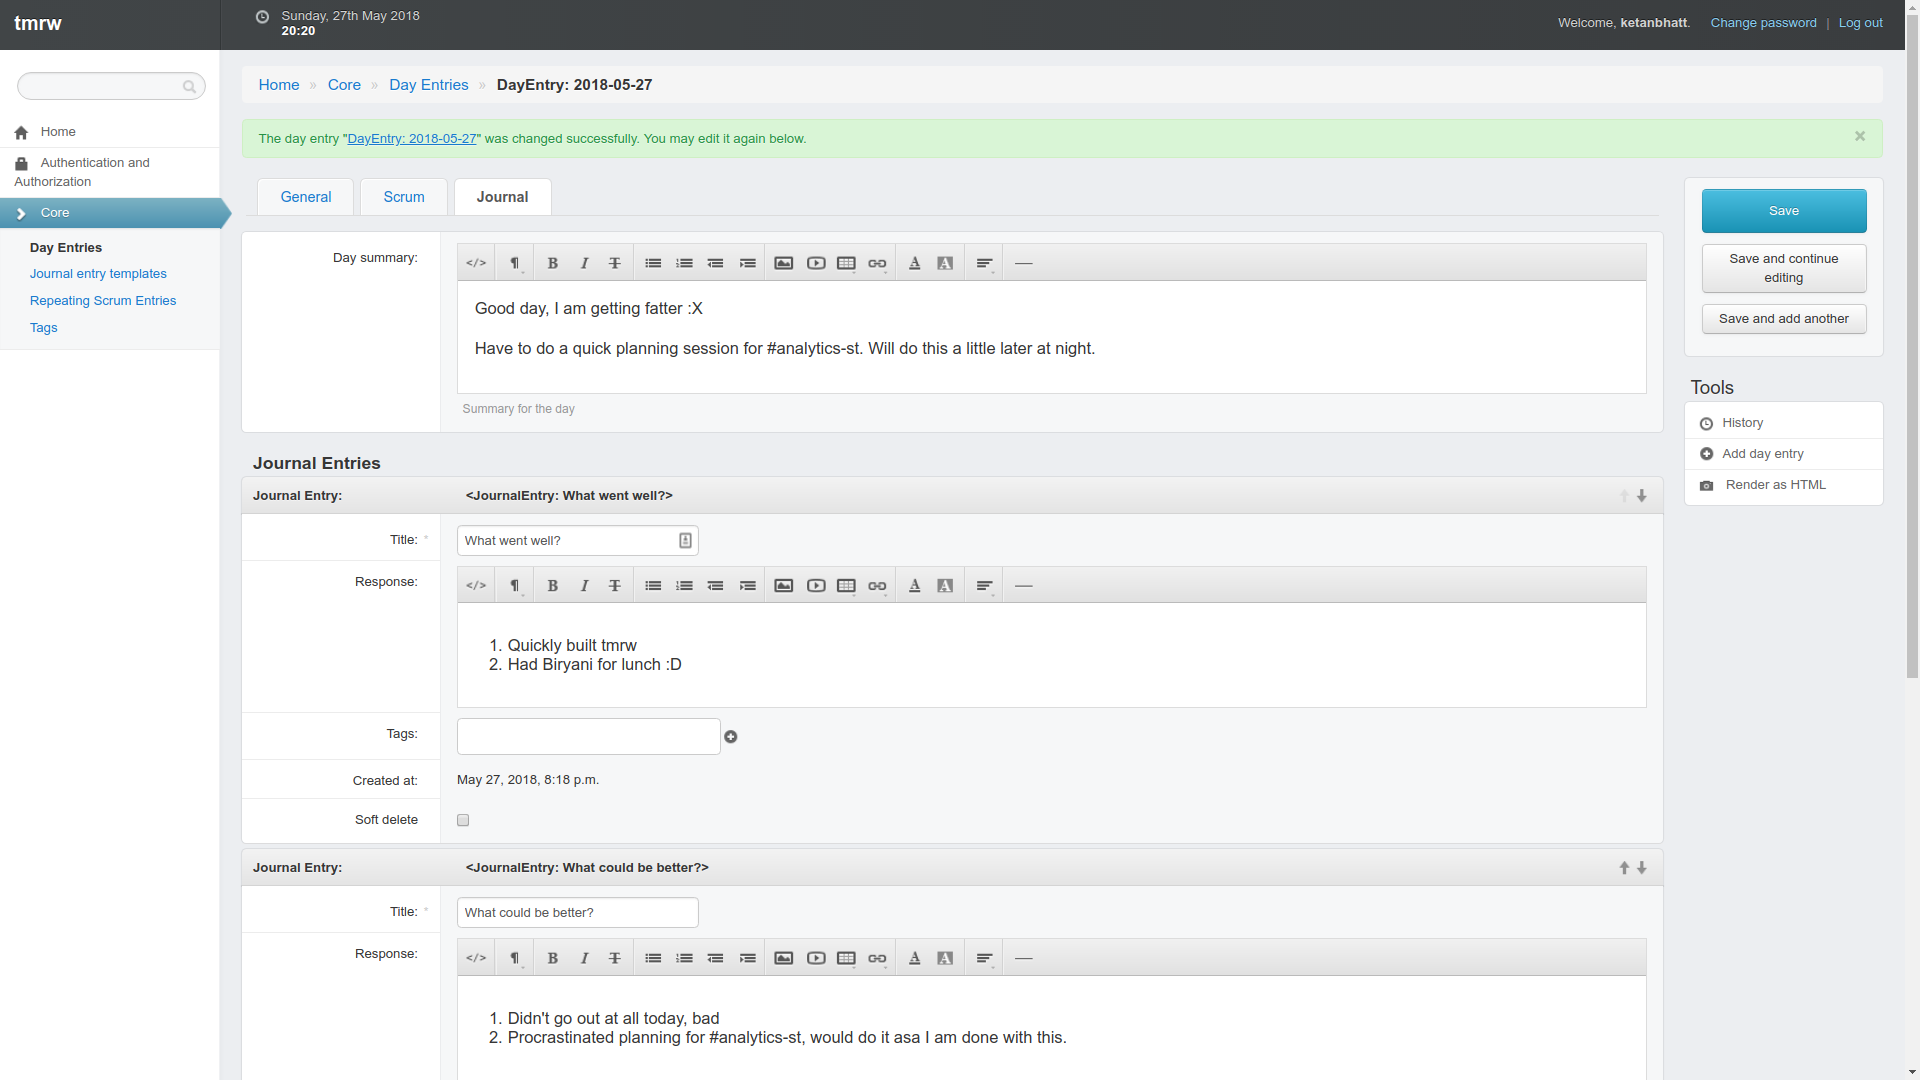 tmrw
Sunday, 27th May 2018
20:20
Welcome, ketanbhatt. Change password | Log out
Home
Authentication and
Authorization
Core
Day Entries
Journal entry templates
Repeating Scrum Entries
Tags
Home » Core » Day Entries » DayEntry: 2018-05-27
The day entry "DayEntry: 2018-05-27" was changed successfully. You may edit it again below.
×
General
Scrum
Journal
Day summary:
</> ¶ B I T A A —
Good day, I am getting fatter :X
Have to do a quick planning session for #analytics-st. Will do this a little later at night.
Summary for the day
Journal Entries
Journal Entry: <JournalEntry: What went well?>
Title: *
What went well?
Response:
</> ¶ B I T A A —
1. Quickly built tmrw
2. Had Biryani for lunch :D
Tags:
Created at: May 27, 2018, 8:18 p.m.
Soft delete
Journal Entry: <JournalEntry: What could be better?>
Title: *
What could be better?
Response:
</> ¶ B I T A A —
1. Didn't go out at all today, bad
2. Procrastinated planning for #analytics-st, would do it asa I am done with this.
Save
Save and continue
editing
Save and add another
Tools
History
Add day entry
Render as HTML